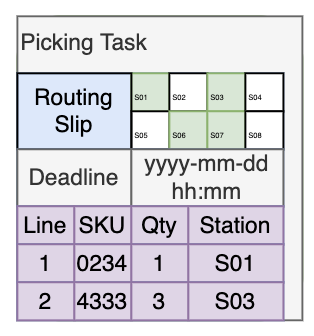 Picking Task
Routing Slip
S01 S02 S03 S04
S05 S06 S07 S08
Deadline
yyyy-mm-dd
hh:mm
Line SKU Qty Station
1 0234 1 S01
2 4333 3 S03